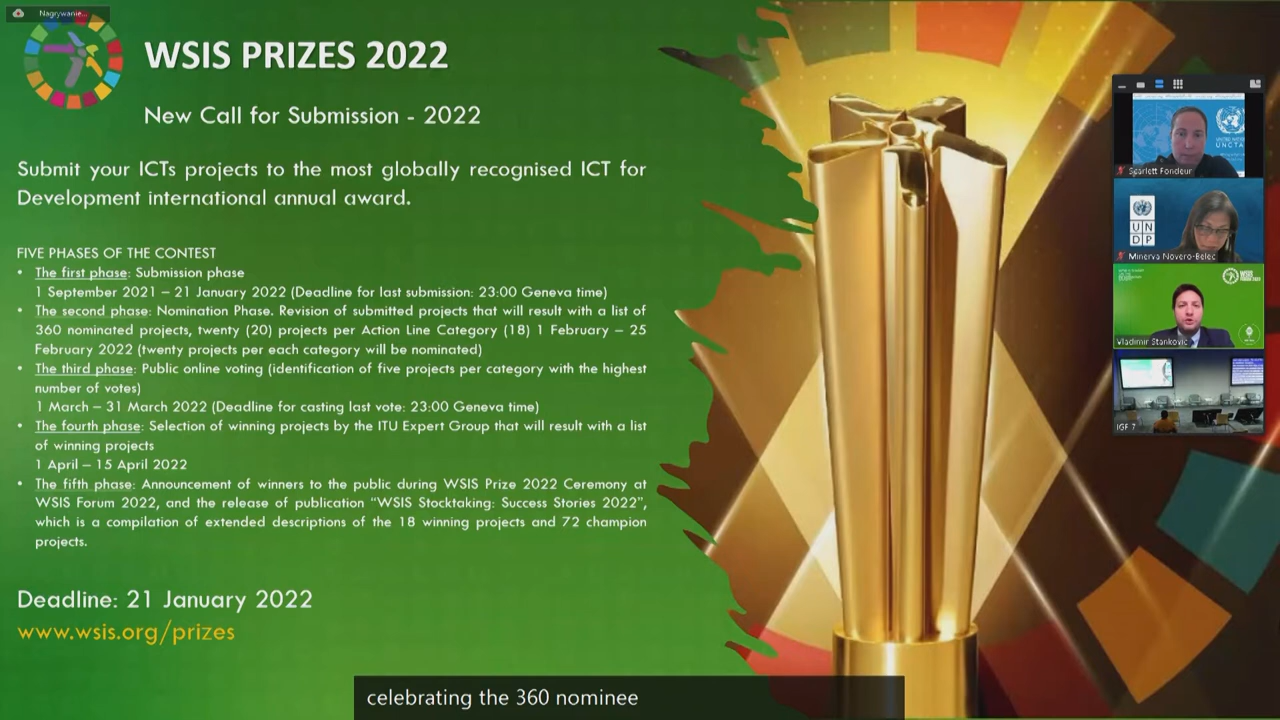 Nagrywanie...
WSIS PRIZES 2022
New Call for Submission - 2022
Submit your ICTs projects to the most globally recognised ICT for
Development international annual award.
FIVE PHASES OF THE CONTEST
• The first phase: Submission phase
1 September 2021 – 21 January 2022 (Deadline for last submission: 23:00 Geneva time)
• The second phase: Nomination Phase. Revision of submitted projects that will result with a list of
360 nominated projects, twenty (20) projects per Action Line Category (18) 1 February – 25
February 2022 (twenty projects per each category will be nominated)
• The third phase: Public online voting (identification of five projects per category with the highest
number of votes)
1 March – 31 March 2022 (Deadline for casting last vote: 23:00 Geneva time)
• The fourth phase: Selection of winning projects by the ITU Expert Group that will result with a list
of winning projects
1 April – 15 April 2022
• The fifth phase: Announcement of winners to the public during WSIS Prize 2022 Ceremony at
WSIS Forum 2022, and the release of publication “WSIS Stocktaking: Success Stories 2022”,
which is a compilation of extended descriptions of the 18 winning projects and 72 champion
projects.
Deadline: 21 January 2022
www.wsis.org/prizes
Scarlett Fondeur
U N
D P
Minerva Novero-Belec
Vladimir Stankovic
IGF 7
celebrating the 360 nominee